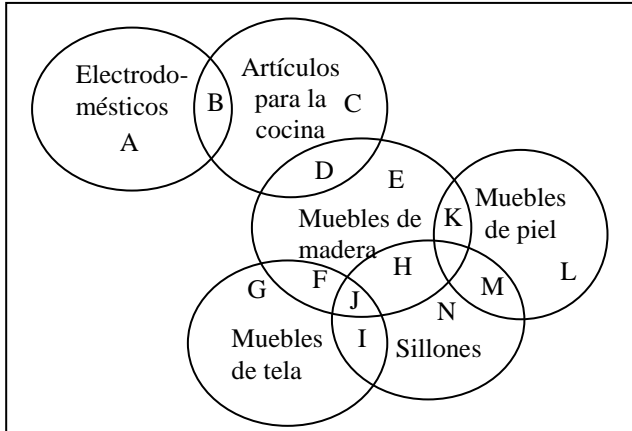 Electrodo-
mésticos
A
B
Artículos
para la
cocina
C
D
E
Muebles de
madera
K
Muebles
de piel
L
F
H
M
G
J
N
Muebles
de tela
I
Sillones